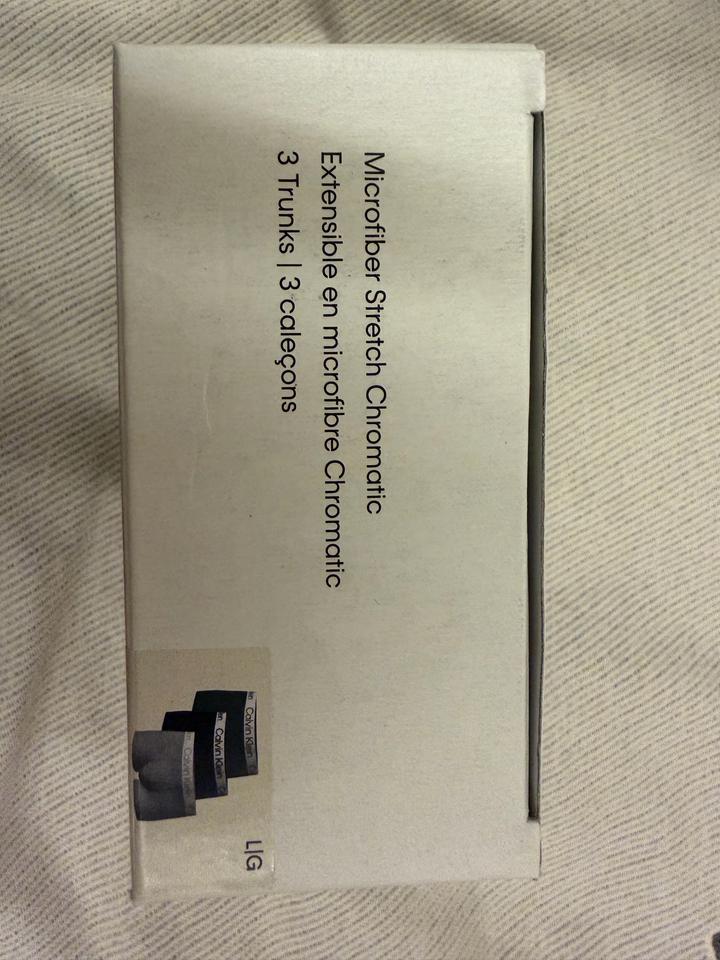 Microfiber Stretch Chromatic
Extensible en microfibre Chromatic
3 Trunks | 3 caleçons
Calvin Klein
Calvin Klein
Calvin Klein
L|G